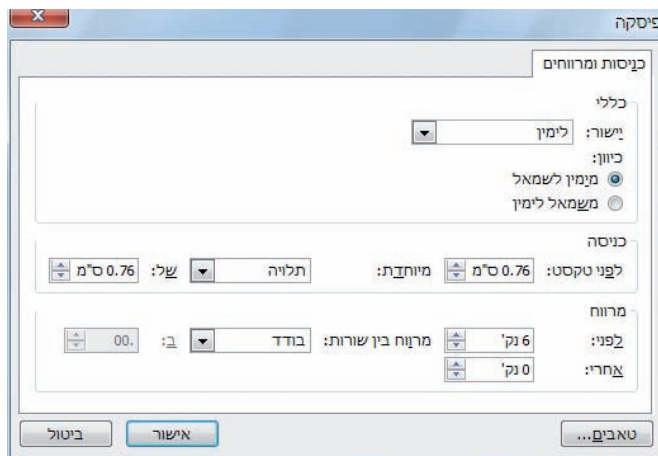 פיסקה
כניסות ומרווחים
כללי
יישור: לימין
כיוון:
מימין לשמאל
משמאל לימין
כניסה
לפני טקסט: 0.76 ס"מ מיוחדת: תלויה של: 0.76 ס"מ
מרווח
לפני: 6 נק' מרווח בין שורות: בודד ב: .00
אחרי: 0 נק'
טאבים... אישור ביטול